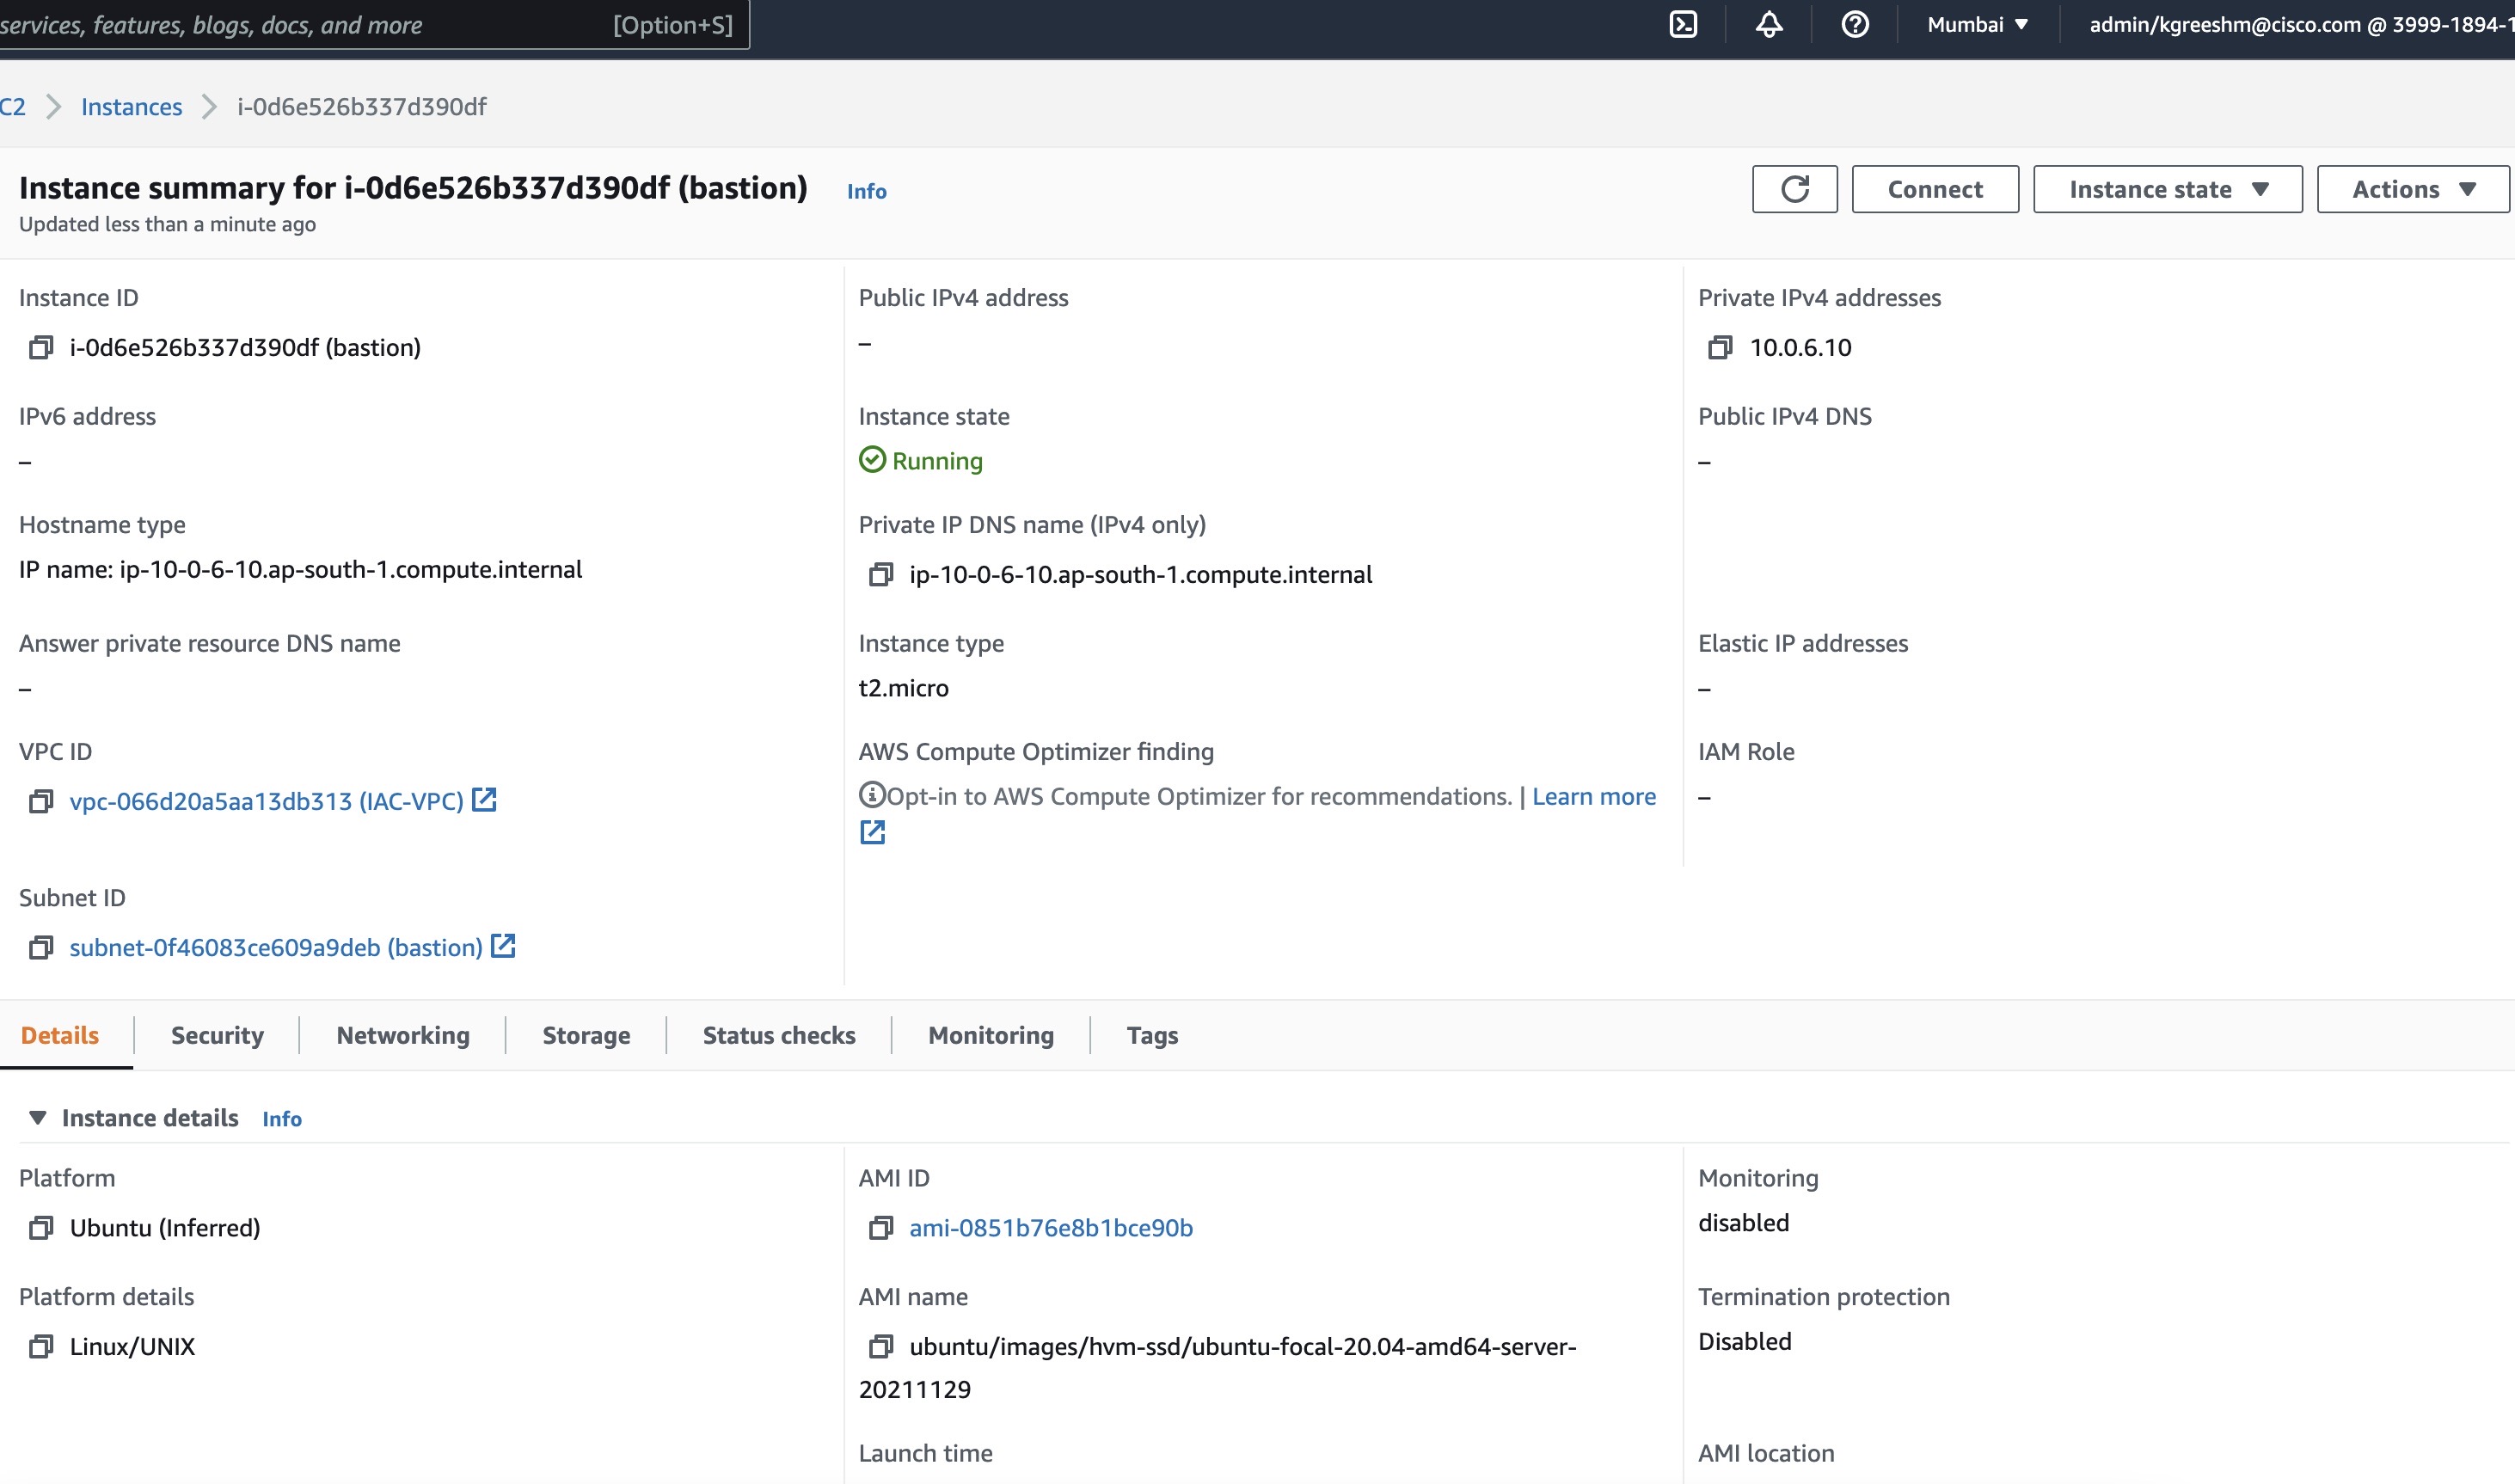 services, features, blogs, docs, and more [Option+S] Mumbai ▼ admin/kgreeshm@cisco.com @ 3999-1894-1
C2 > Instances > i-0d6e526b337d390df
Instance summary for i-0d6e526b337d390df (bastion) Info Connect Instance state ▼ Actions ▼
Updated less than a minute ago
Instance ID Public IPv4 address Private IPv4 addresses
i-0d6e526b337d390df (bastion) – 10.0.6.10
IPv6 address Instance state Public IPv4 DNS
– Running –
Hostname type Private IP DNS name (IPv4 only)
IP name: ip-10-0-6-10.ap-south-1.compute.internal ip-10-0-6-10.ap-south-1.compute.internal
Answer private resource DNS name Instance type Elastic IP addresses
– t2.micro –
VPC ID AWS Compute Optimizer finding IAM Role
vpc-066d20a5aa13db313 (IAC-VPC) Opt-in to AWS Compute Optimizer for recommendations. | Learn more –
Subnet ID
subnet-0f46083ce609a9deb (bastion)
Details Security Networking Storage Status checks Monitoring Tags
▼ Instance details Info
Platform AMI ID Monitoring
Ubuntu (Inferred) ami-0851b76e8b1bce90b disabled
Platform details AMI name Termination protection
Linux/UNIX ubuntu/images/hvm-ssd/ubuntu-focal-20.04-amd64-server- Disabled
20211129
Launch time AMI location